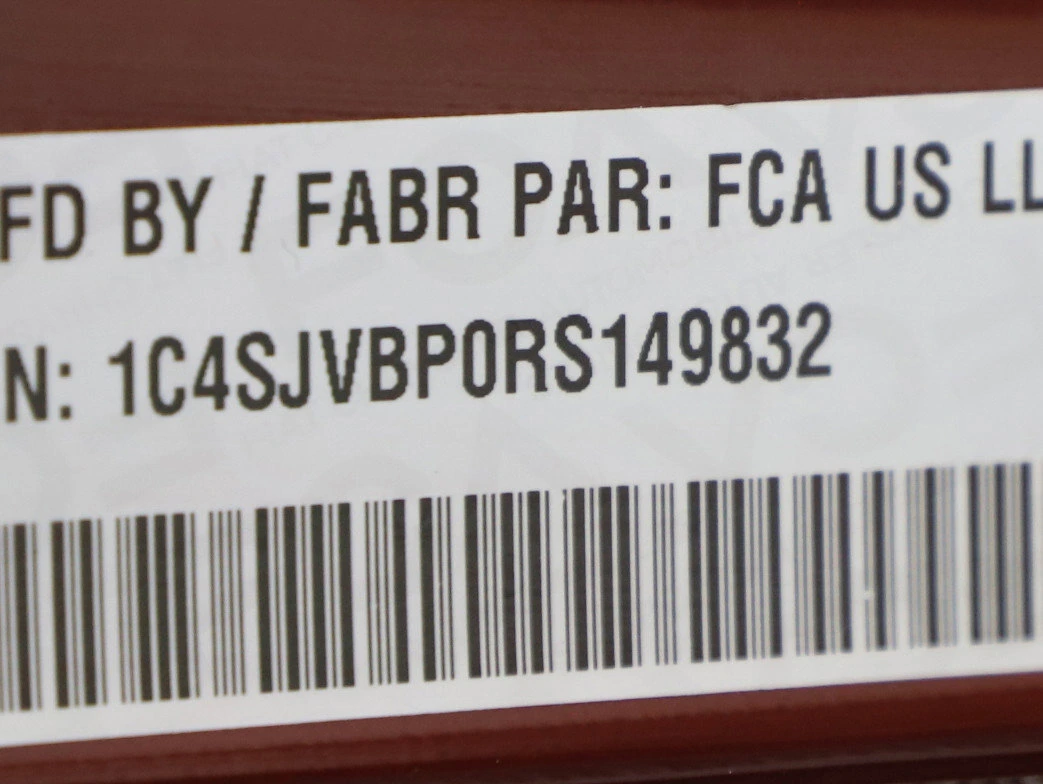 FD BY / FABR PAR: FCA US LL
N: 1C4SJVBP0RS149832